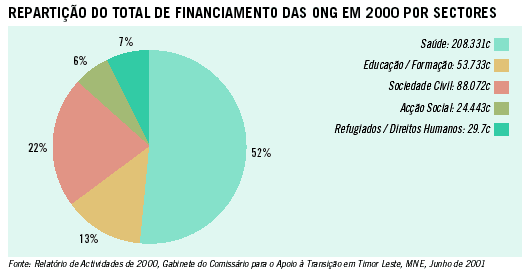 REPARTIÇÃO DO TOTAL DE FINANCIAMENTO DAS ONG EM 2000 POR SECTORES
7%
6%
22%
13%
52%
Saúde: 208.331c
Educação / Formação: 53.733c
Sociedade Civil: 88.072c
Acção Social: 24.443c
Refugiados / Direitos Humanos: 29.7c
Fonte: Relatório de Actividades de 2000, Gabinete do Comissário para o Apoio à Transição em Timor Leste, MNE, Junho de 2001